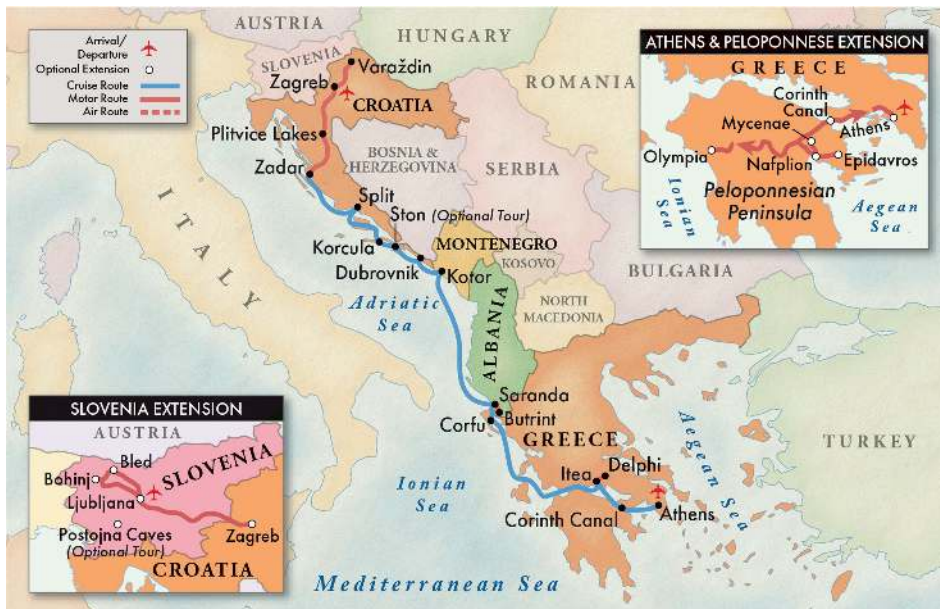 Arrival/
Departure
Optional Extension
Cruise Route
Motor Route
Air Route
AUSTRIA
HUNGARY
SLOVENIA
Varaždin
Zagreb
CROATIA
ROMANIA
Plitvice Lakes
BOSNIA &
HERZEGOVINA
SERBIA
Zadar
Split
Ston (Optional Tour)
MONTENEGRO
Korcula
KOSOVO
Dubrovnik
Kotor
BULGARIA
ITALY
Adriatic
Sea
NORTH
MACEDONIA
ALBANIA
Saranda
Butrint
Corfu
GREECE
Aegean Sea
TURKEY
Ionian
Sea
Delphi
Itea
Corinth Canal
Athens
Mediterranean Sea
ATHENS & PELOPONNESE EXTENSION
GREECE
Corinth
Canal
Mycenae
Athens
Olympia
Nafplion
Epidavros
Ionian
Sea
Peloponnesian
Peninsula
Aegean
Sea
SLOVENIA EXTENSION
AUSTRIA
Bled
SLOVENIA
Bohinj
Ljubljana
Postojna Caves
(Optional Tour)
Zagreb
CROATIA